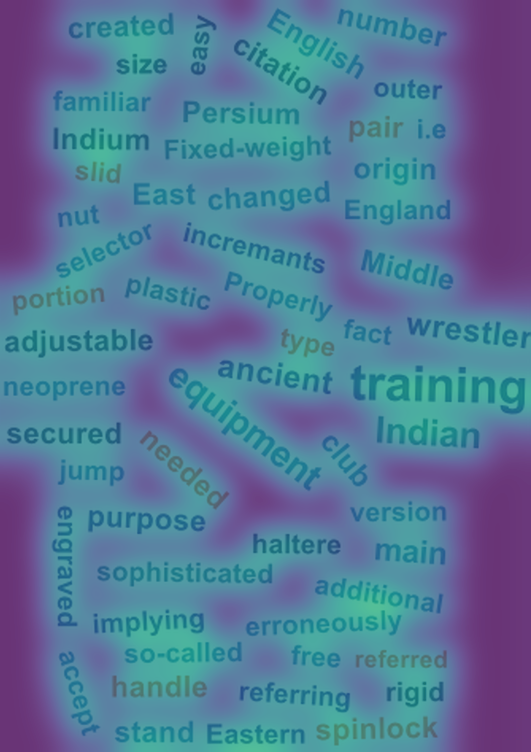 created easy English number
size citation outer
familiar Persium pair i.e
Indium Fixed-weight origin
slid East changed England
nut selector incremants Middle
portion plastic Properly
adjustable type fact wrestler
neoprene equipment ancient training
secured needed club Indian
jump
engraved purpose version
haltere main
sophisticated additional
implying erroneously
so-called free referred
accept handle referring rigid
stand Eastern spinlock